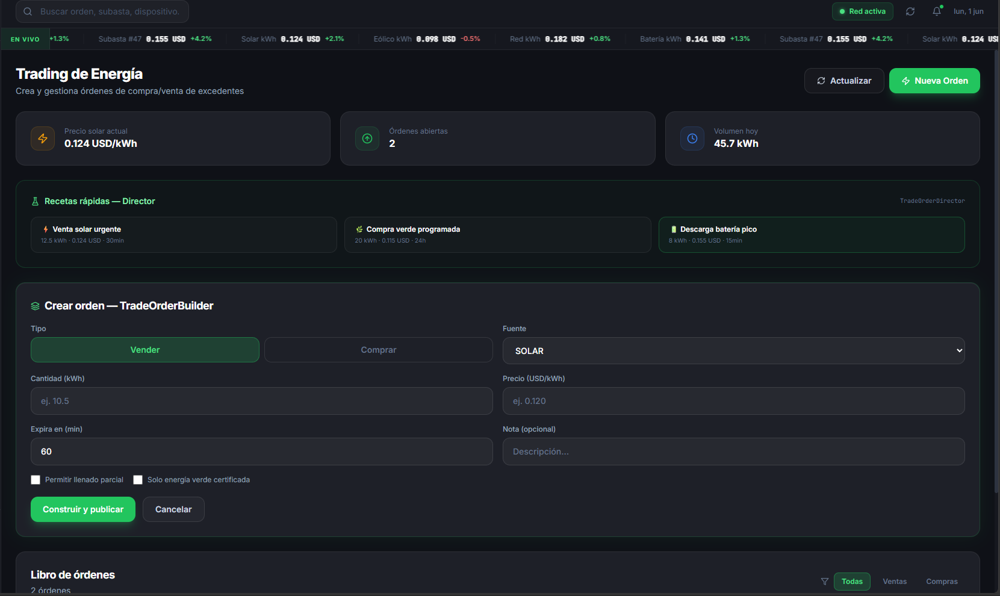 Buscar orden, subasta, dispositivo.
Red activa
lun, 1 jun
EN VIVO +1.3% Subasta #47 0.155 USD +4.2% Solar kWh 0.124 USD +2.1% Eólico kWh 0.098 USD -0.5% Red kWh 0.182 USD +0.8% Batería kWh 0.141 USD +1.3% Subasta #47 0.155 USD +4.2% Solar kWh 0.124
Trading de Energía
Crea y gestiona órdenes de compra/venta de excedentes
Actualizar
Nueva Orden
Precio solar actual
0.124 USD/kWh
Órdenes abiertas
2
Volumen hoy
45.7 kWh
Recetas rápidas — Director
TradeOrderDirector
Venta solar urgente
12.5 kWh · 0.124 USD · 30min
Compra verde programada
20 kWh · 0.115 USD · 24h
Descarga batería pico
8 kWh · 0.155 USD · 15min
Crear orden — TradeOrderBuilder
Tipo
Vender
Comprar
Fuente
SOLAR
Cantidad (kWh)
ej. 10.5
Precio (USD/kWh)
ej. 0.120
Expira en (min)
60
Nota (opcional)
Descripción...
Permitir llenado parcial
Solo energía verde certificada
Construir y publicar
Cancelar
Libro de órdenes
2 órdenes
Todas
Ventas
Compras